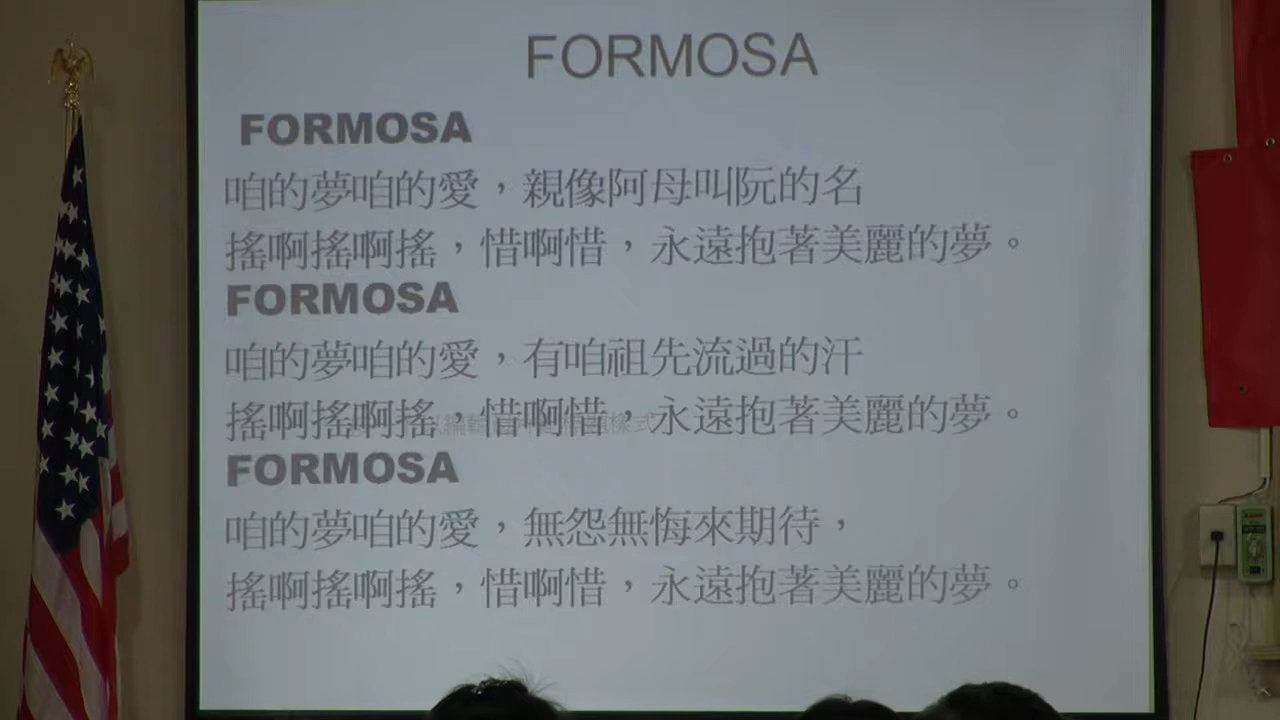 FORMOSA
FORMOSA
咱的夢咱的愛，親像阿母叫阮的名
搖啊搖啊搖，惜啊惜，永遠抱著美麗的夢。
FORMOSA
咱的夢咱的愛，有咱祖先流過的汗
搖啊搖啊搖，惜啊惜，永遠抱著美麗的夢。
FORMOSA
咱的夢咱的愛，無怨無悔來期待，
搖啊搖啊搖，惜啊惜，永遠抱著美麗的夢。